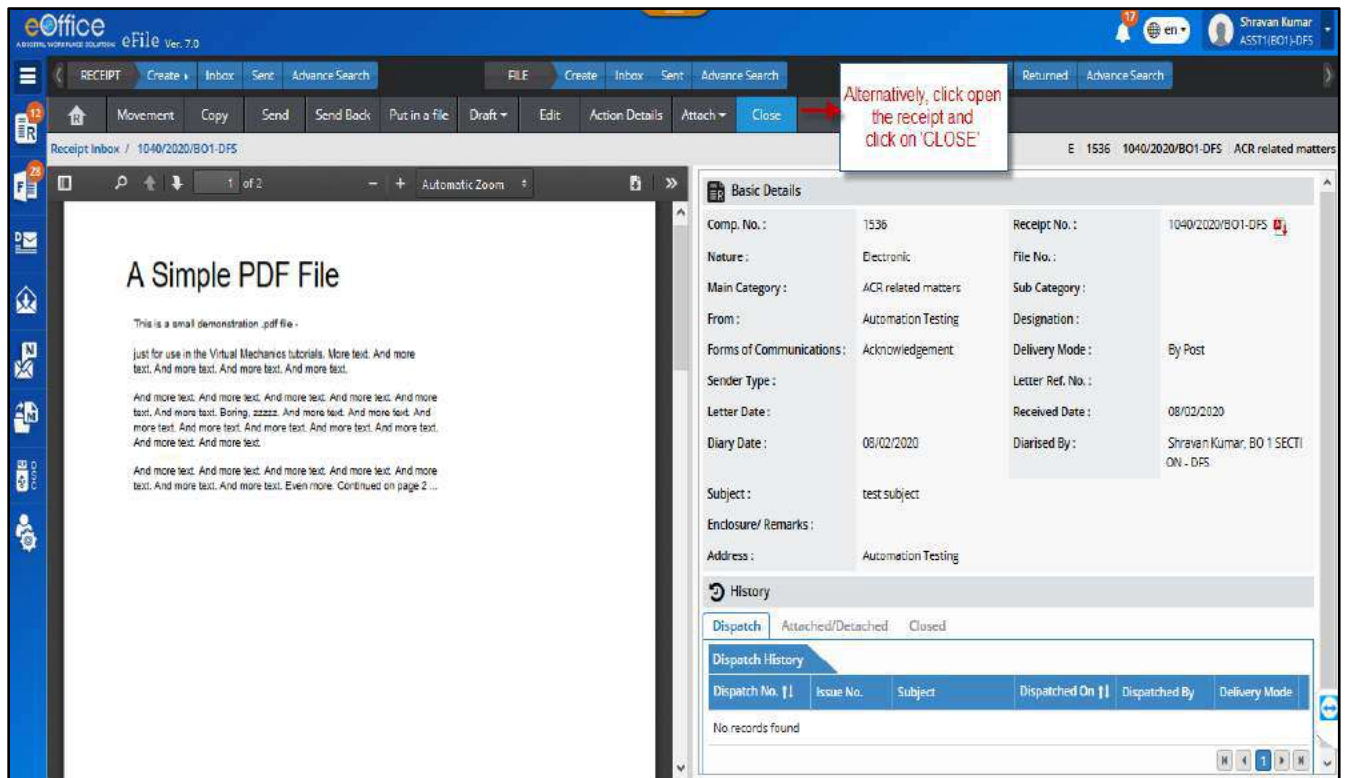 eOffice
A DIGITAL WORKPLACE SOLUTION eFile Ver. 7.0
17
en
Shravan Kumar
ASST1(BO1)-DFS
RECEIPT Create Inbox Sent Advance Search FILE Create Inbox Sent Advance Search Returned Advance Search
12
R
Movement Copy Send Send Back Put in a file Draft Edit Action Details Attach Close
Alternatively, click open
the receipt and
click on 'CLOSE'
Receipt Inbox / 1040/2020/BO1-DFS
E 1536 1040/2020/BO1-DFS ACR related matters
28
F
1 of 2 - + Automatic Zoom
Basic Details
Comp. No. : 1536 Receipt No. : 1040/2020/BO1-DFS
Nature : Electronic File No. :
Main Category : ACR related matters Sub Category :
From : Automation Testing Designation :
Forms of Communications : Acknowledgement Delivery Mode : By Post
Sender Type : Letter Ref. No. :
Letter Date : Received Date : 08/02/2020
Diary Date : 08/02/2020 Diarised By : Shravan Kumar, BO 1 SECTI
ON - DFS
Subject : test subject
Enclosure/ Remarks :
Address : Automation Testing
History
Dispatch Attached/Detached Closed
Dispatch History
Dispatch No. Issue No. Subject Dispatched On Dispatched By Delivery Mode
No records found
1
A Simple PDF File
This is a small demonstration .pdf file -
just for use in the Virtual Mechanics tutorials. More text. And more
text. And more text. And more text. And more text.
And more text. And more text. And more text. And more text. And more
text. And more text. Boring, zzzzz. And more text. And more text. And
more text. And more text. And more text. And more text. And more text.
And more text. And more text.
And more text. And more text. And more text. And more text. And more
text. And more text. And more text. Even more. Continued on page 2 ...
D
N
M
DSC